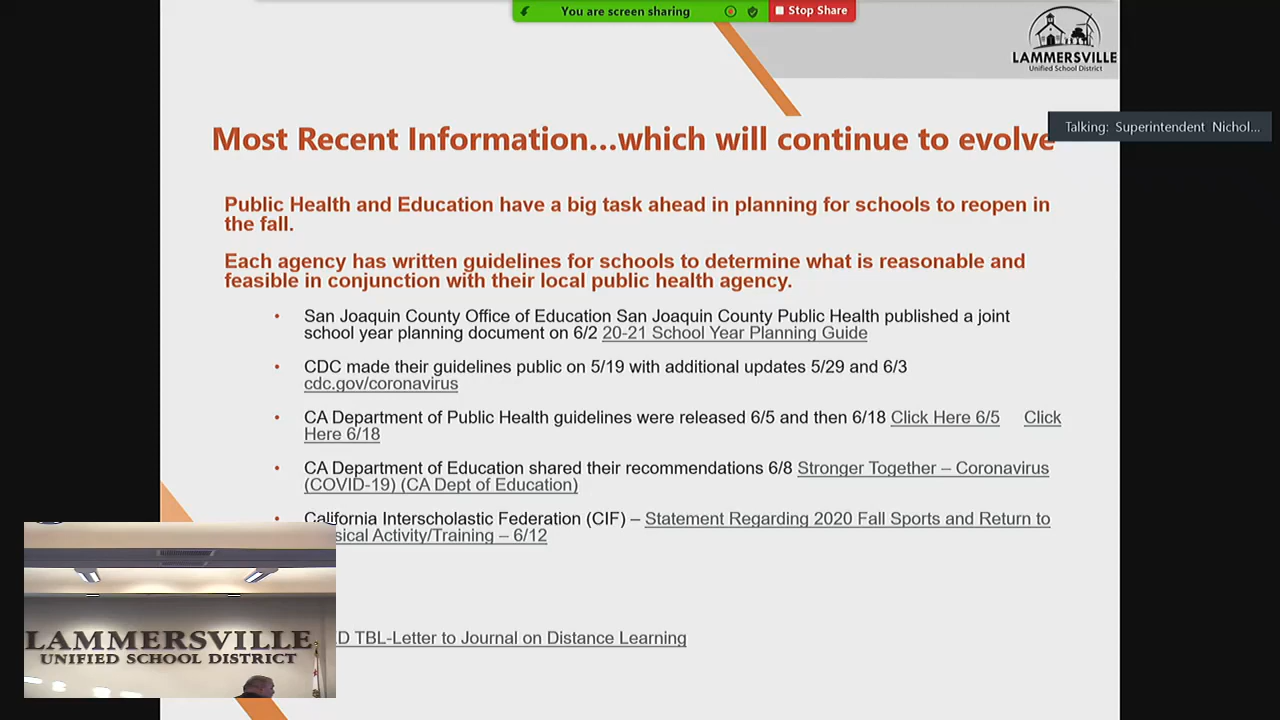 You are screen sharing
Stop Share
LAMMERSVILLE
Unified School District
Talking: Superintendent Nichol...
Most Recent Information...which will continue to evolve
Public Health and Education have a big task ahead in planning for schools to reopen in
the fall.
Each agency has written guidelines for schools to determine what is reasonable and
feasible in conjunction with their local public health agency.
• San Joaquin County Office of Education San Joaquin County Public Health published a joint
school year planning document on 6/2 20-21 School Year Planning Guide
• CDC made their guidelines public on 5/19 with additional updates 5/29 and 6/3
cdc.gov/coronavirus
• CA Department of Public Health guidelines were released 6/5 and then 6/18 Click Here 6/5 Click
Here 6/18
• CA Department of Education shared their recommendations 6/8 Stronger Together – Coronavirus
(COVID-19) (CA Dept of Education)
• California Interscholastic Federation (CIF) – Statement Regarding 2020 Fall Sports and Return to
sical Activity/Training – 6/12
D TBL-Letter to Journal on Distance Learning
LAMMERSVILLE
UNIFIED SCHOOL DISTRICT